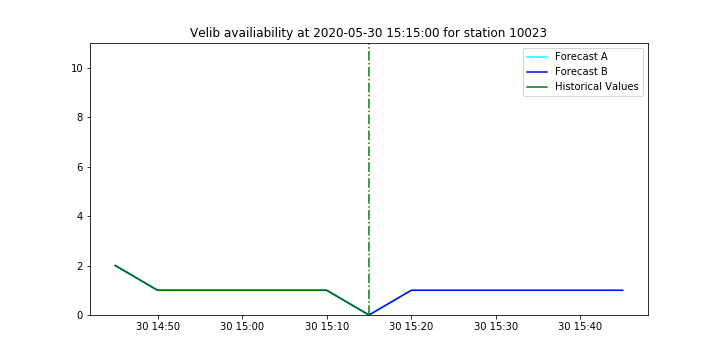 Velib availiability at 2020-05-30 15:15:00 for station 10023
Forecast A
Forecast B
Historical Values
10
8
6
4
2
0
30 14:50 30 15:00 30 15:10 30 15:20 30 15:30 30 15:40